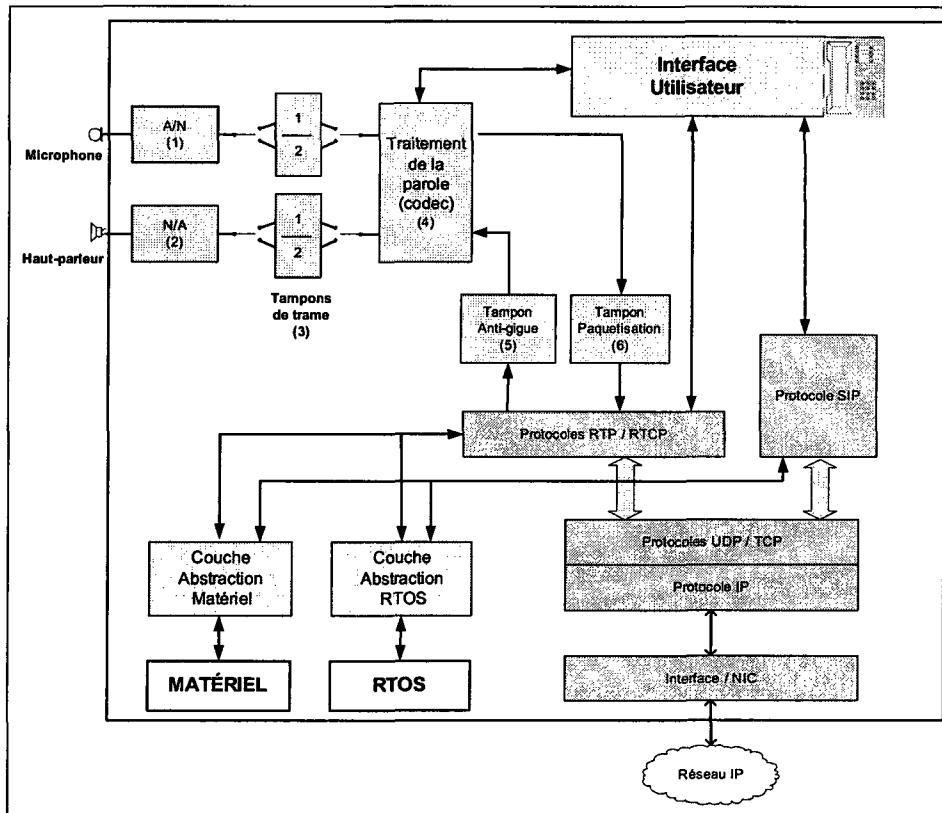 Interface
Utilisateur
Microphone
A/N
(1)
1
2
Traitement
de la
parole
(codec)
(4)
Haut-parleur
N/A
(2)
1
2
Tampons
de trame
(3)
Tampon
Anti-gigue
(5)
Tampon
Paquetisation
(6)
Protocole SIP
Protocoles RTP / RTCP
Couche
Abstraction
Matériel
Couche
Abstraction
RTOS
Protocoles UDP / TCP
Protocole IP
MATÉRIEL
RTOS
Interface / NIC
Réseau IP